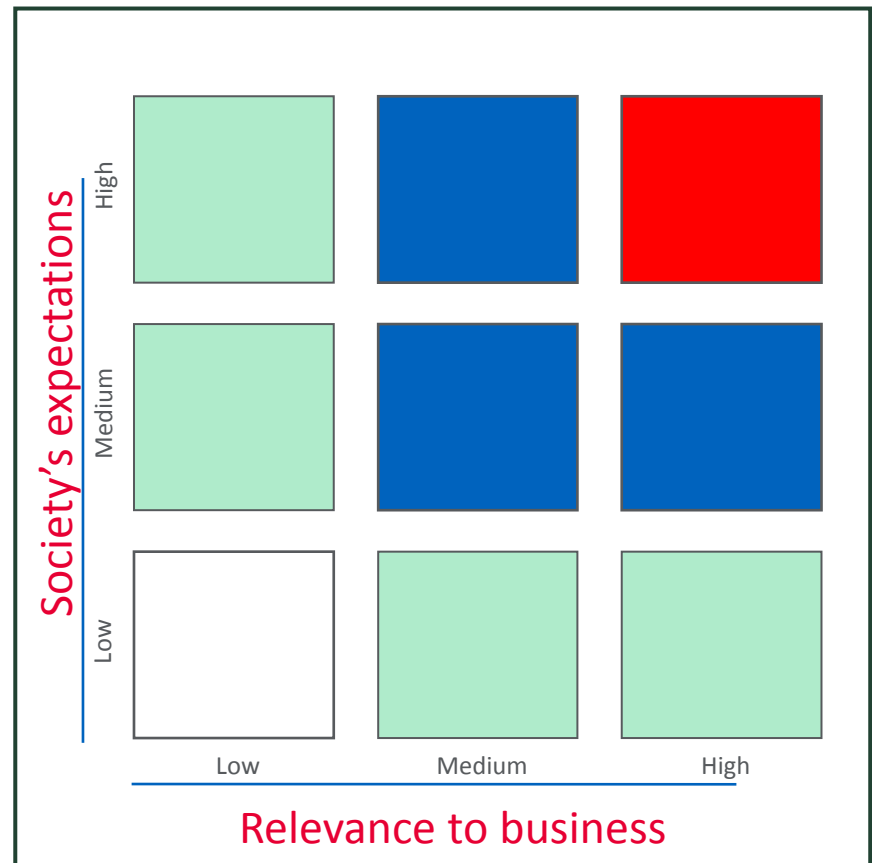 Society’s expectations
High
Medium
Low
Low
Medium
High
Relevance to business